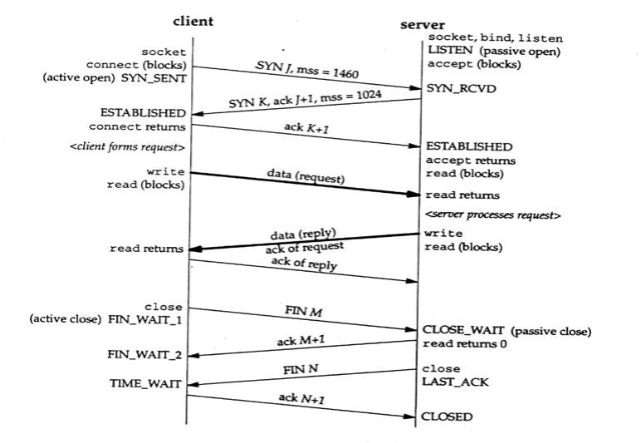 client
server
socket, bind, listen
socket
LISTEN (passive open)
connect (blocks)
accept (blocks)
(active open) SYN_SENT
SYN J, mss = 1460
SYN_RCVD
SYN K, ack J+1, mss = 1024
ESTABLISHED
connect returns
ack K+1
<client forms request>
ESTABLISHED
accept returns
read (blocks)
write
data (request)
read (blocks)
read returns
<server processes request>
data (reply)
write
read returns
ack of request
read (blocks)
ack of reply
close
(active close) FIN_WAIT_1
FIN M
CLOSE_WAIT (passive close)
ack M+1
read returns 0
FIN_WAIT_2
FIN N
close
TIME_WAIT
LAST_ACK
ack N+1
CLOSED